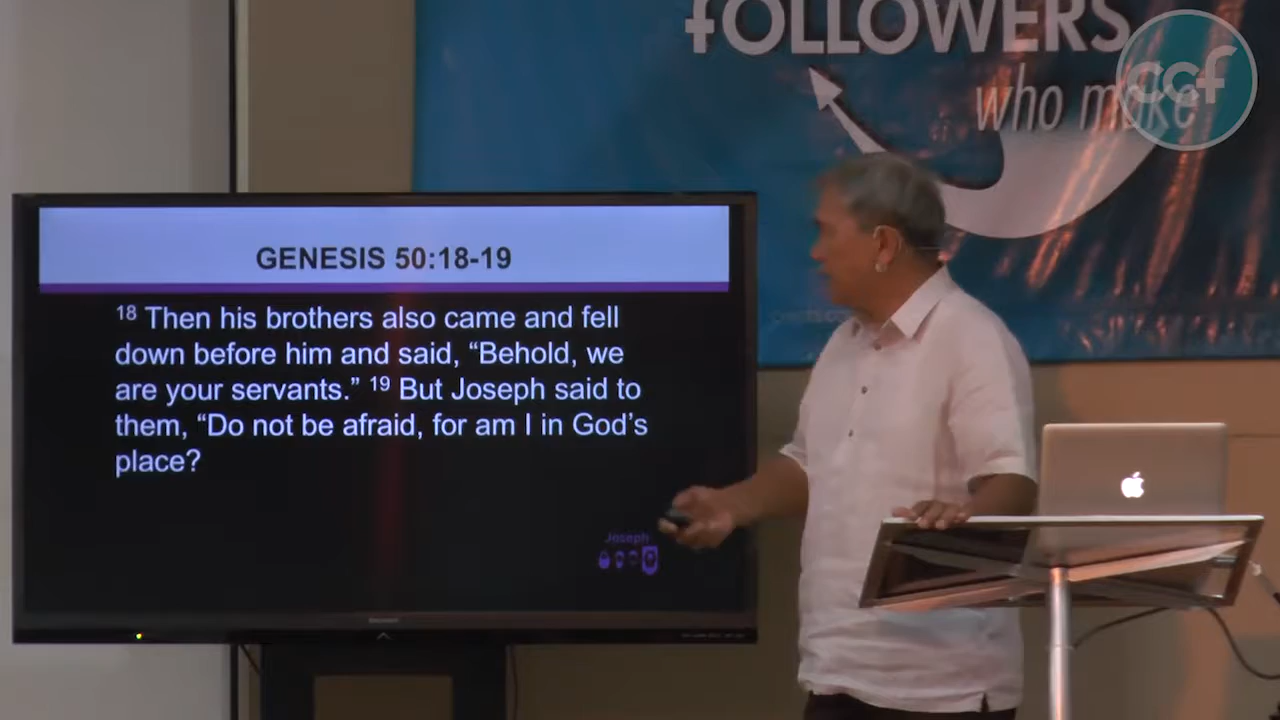 fOLLOWERS
who make
ccf
GENESIS 50:18-19
18 Then his brothers also came and fell
down before him and said, “Behold, we
are your servants.” 19 But Joseph said to
them, “Do not be afraid, for am I in God’s
place?
Joseph